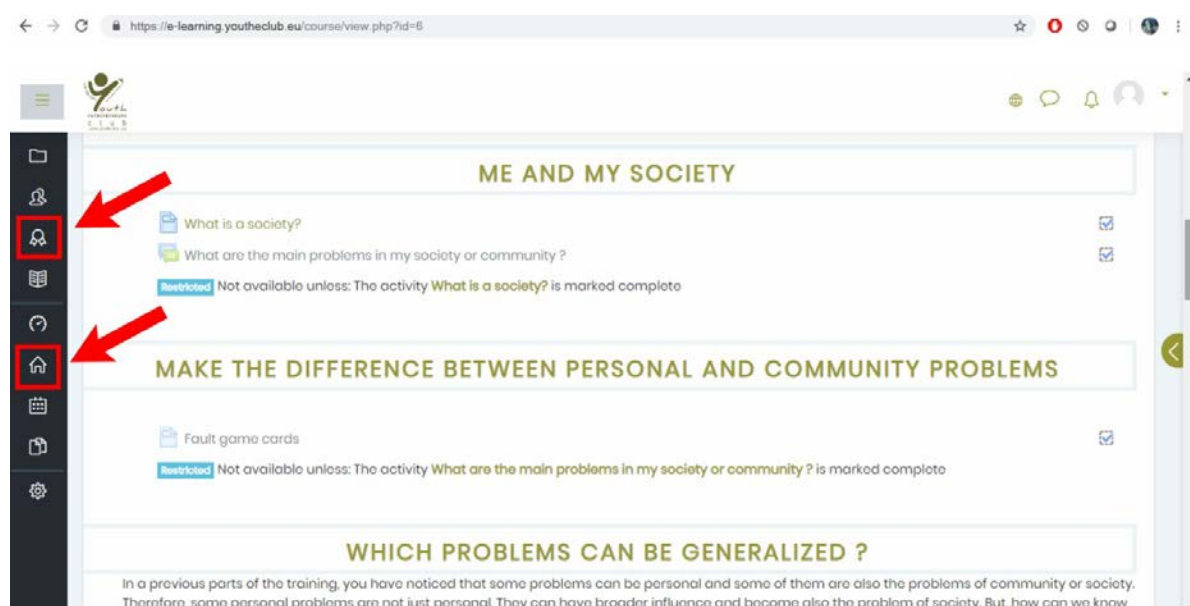 https://e-learning.youtheclub.eu/course/view.php?id=6
Youth
club
ME AND MY SOCIETY
What is a society?
What are the main problems in my society or community ?
Restricted Not available unless: The activity What is a society? is marked complete
MAKE THE DIFFERENCE BETWEEN PERSONAL AND COMMUNITY PROBLEMS
Fault game cards
Restricted Not available unless: The activity What are the main problems in my society or community ? is marked complete
WHICH PROBLEMS CAN BE GENERALIZED ?
In a previous parts of the training, you have noticed that some problems can be personal and some of them are also the problems of community or society.
Therefore, some personal problems are not just personal. They can have broader influence and become also the problem of society. But, how can we know